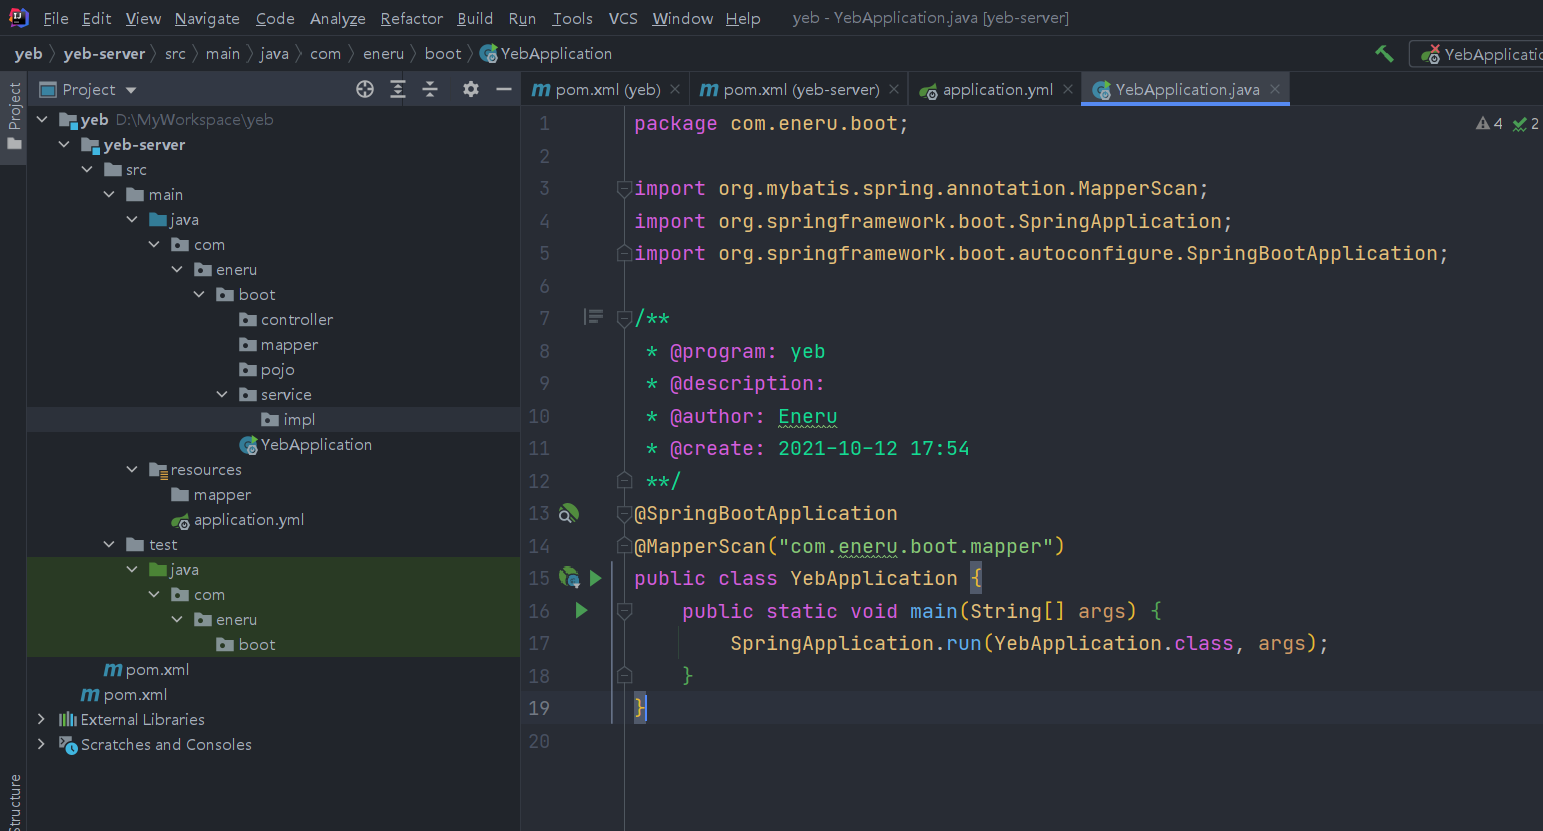 File Edit View Navigate Code Analyze Refactor Build Run Tools VCS Window Help yeb - YebApplication.java [yeb-server]
yeb yeb-server src main java com eneru boot YebApplication
YebApplicatio
Project
Project
pom.xml (yeb) pom.xml (yeb-server) application.yml YebApplication.java
yeb D:\MyWorkspace\yeb
yeb-server
src
main
java
com
eneru
boot
controller
mapper
pojo
service
impl
YebApplication
resources
mapper
application.yml
test
java
com
eneru
boot
pom.xml
pom.xml
External Libraries
Scratches and Consoles
Structure
4 2
1 package com.eneru.boot;
2
3 import org.mybatis.spring.annotation.MapperScan;
4 import org.springframework.boot.SpringApplication;
5 import org.springframework.boot.autoconfigure.SpringBootApplication;
6
7 /**
8 * @program: yeb
9 * @description:
10 * @author: Eneru
11 * @create: 2021-10-12 17:54
12 **/
13 @SpringBootApplication
14 @MapperScan("com.eneru.boot.mapper")
15 public class YebApplication {
16 public static void main(String[] args) {
17 SpringApplication.run(YebApplication.class, args);
18 }
19 }
20